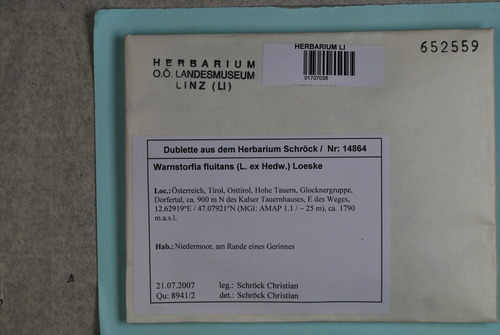 HERBARIUM
O.Ö. LANDESMUSEUM
LINZ (LI)
HERBARIUM LI
01707038
652559
Dublette aus dem Herbarium Schröck / Nr: 14864
Warnstorfia fluitans (L. ex Hedw.) Loeske
Loc.: Österreich, Tirol, Osttirol, Hohe Tauern, Glocknergruppe,
Dorfertal, ca. 900 m N des Kalser Tauernhauses, E des Weges,
12.62919°E / 47.07921°N (MGI: AMAP 1.1 / ~ 25 m), ca. 1790
m.a.s.l.
Hab.: Niedermoor, am Rande eines Gerinnes
21.07.2007 leg.: Schröck Christian
Qu: 8941/2 det.: Schröck Christian